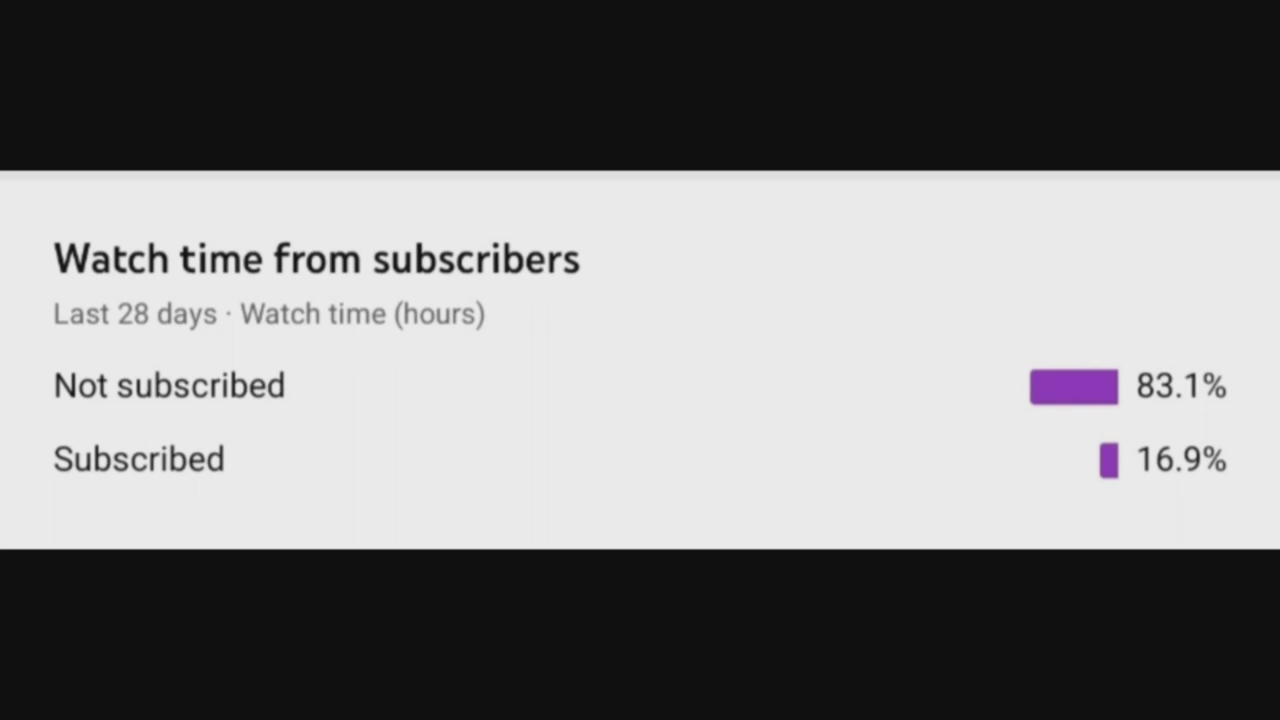 Watch time from subscribers
Last 28 days · Watch time (hours)
Not subscribed 83.1%
Subscribed 16.9%